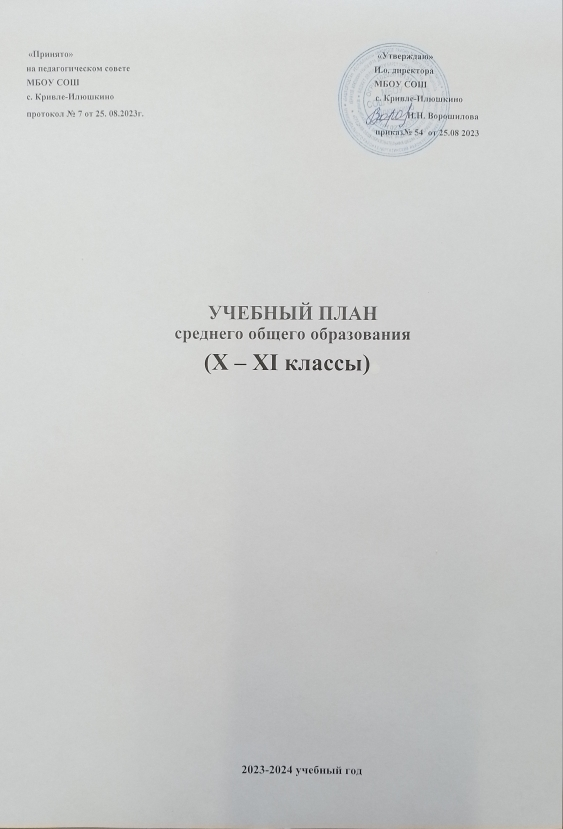 «Принято»
на педагогическом совете
МБОУ СОШ
с. Кривле-Илюшкино
протокол № 7 от 25. 08.2023г.
«Утверждаю»
И.о. директора
МБОУ СОШ
с. Кривле-Илюшкино
И.Н. Ворошилова
приказ№ 54 от 25.08 2023
УЧЕБНЫЙ ПЛАН
среднего общего образования
(X – XI классы)
2023-2024 учебный год